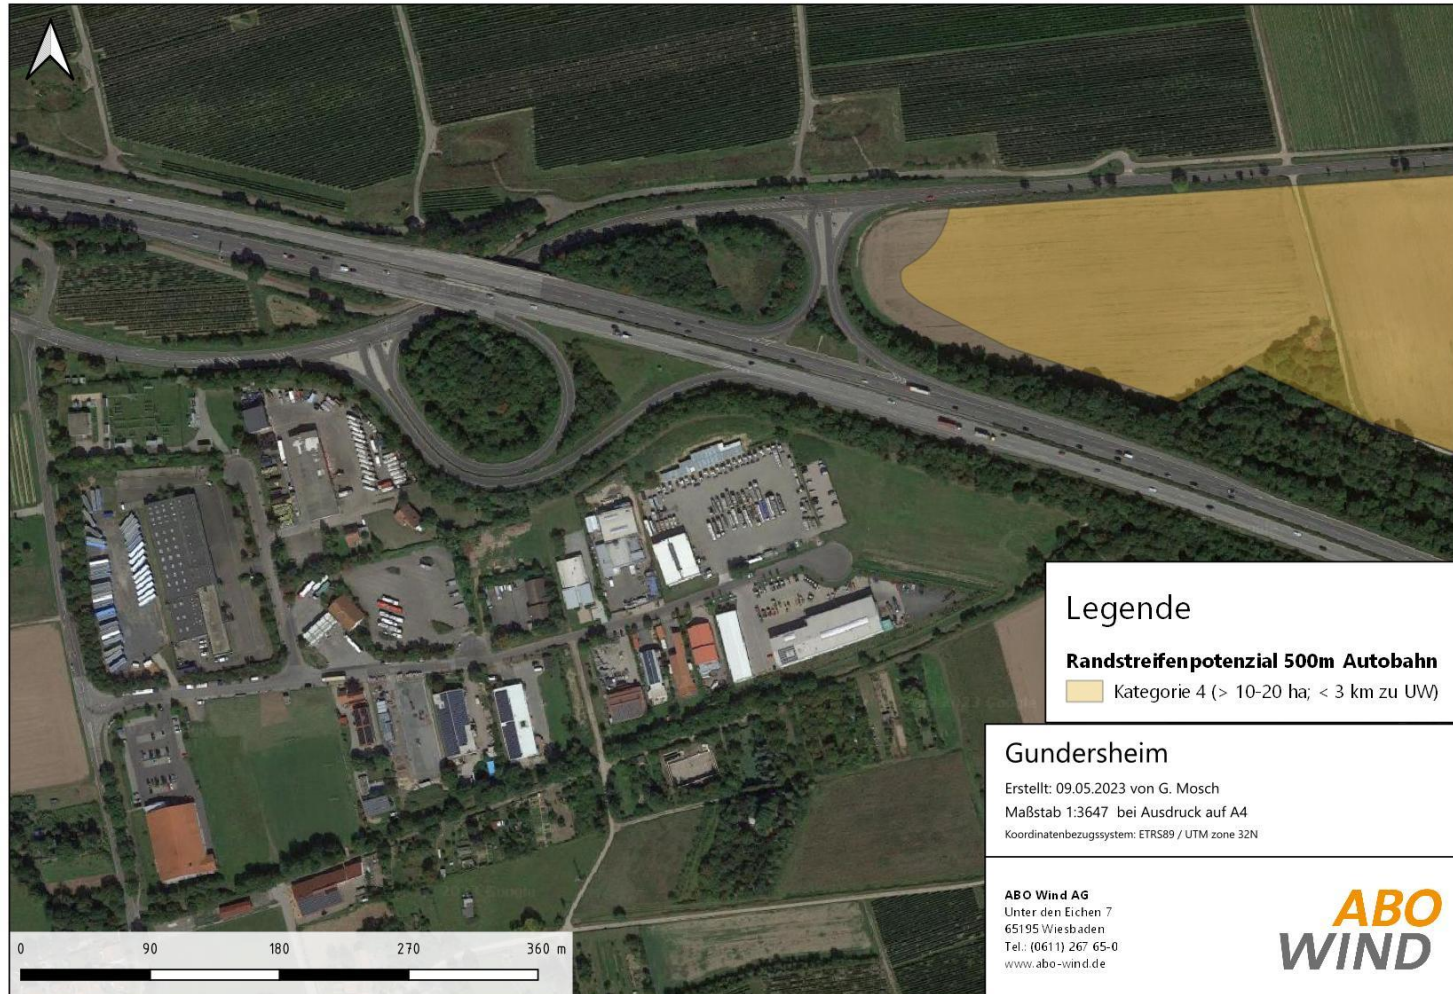 Legende
Randstreifenpotenzial 500m Autobahn
Kategorie 4 (> 10-20 ha; < 3 km zu UW)
Gundersheim
Erstellt: 09.05.2023 von G. Mosch
Maßstab 1:3647 bei Ausdruck auf A4
Koordinatenbezugssystem: ETRS89 / UTM zone 32N
ABO Wind AG
Unter den Eichen 7
65195 Wiesbaden
Tel.: (0611) 267 65-0
www.abo-wind.de
ABO
WIND
0 90 180 270 360 m